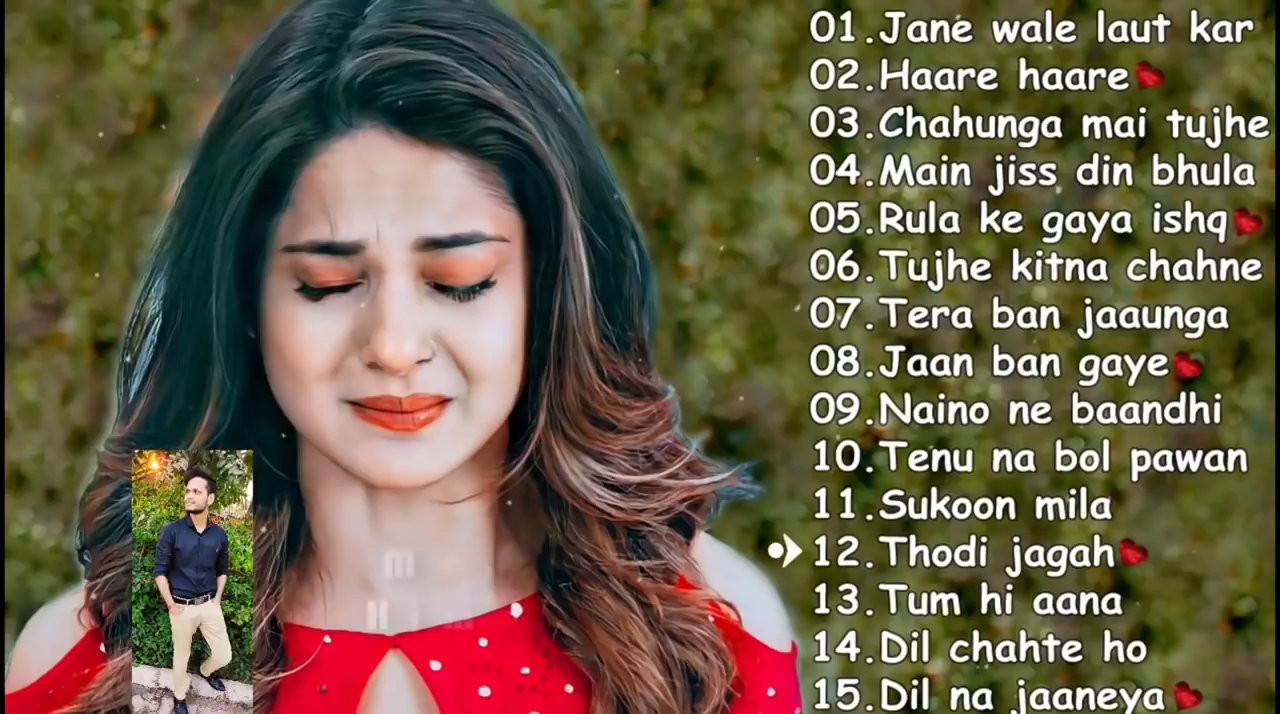 01.Jane wale laut kar
02.Haare haare
03.Chahunga mai tujhe
04.Main jiss din bhula
05.Rula ke gaya ishq
06.Tujhe kitna chahne
07.Tera ban jaaunga
08.Jaan ban gaye
09.Naino ne baandhi
10.Tenu na bol pawan
11.Sukoon mila
12.Thodi jagah
13.Tum hi aana
14.Dil chahte ho
15.Dil na jaaneya